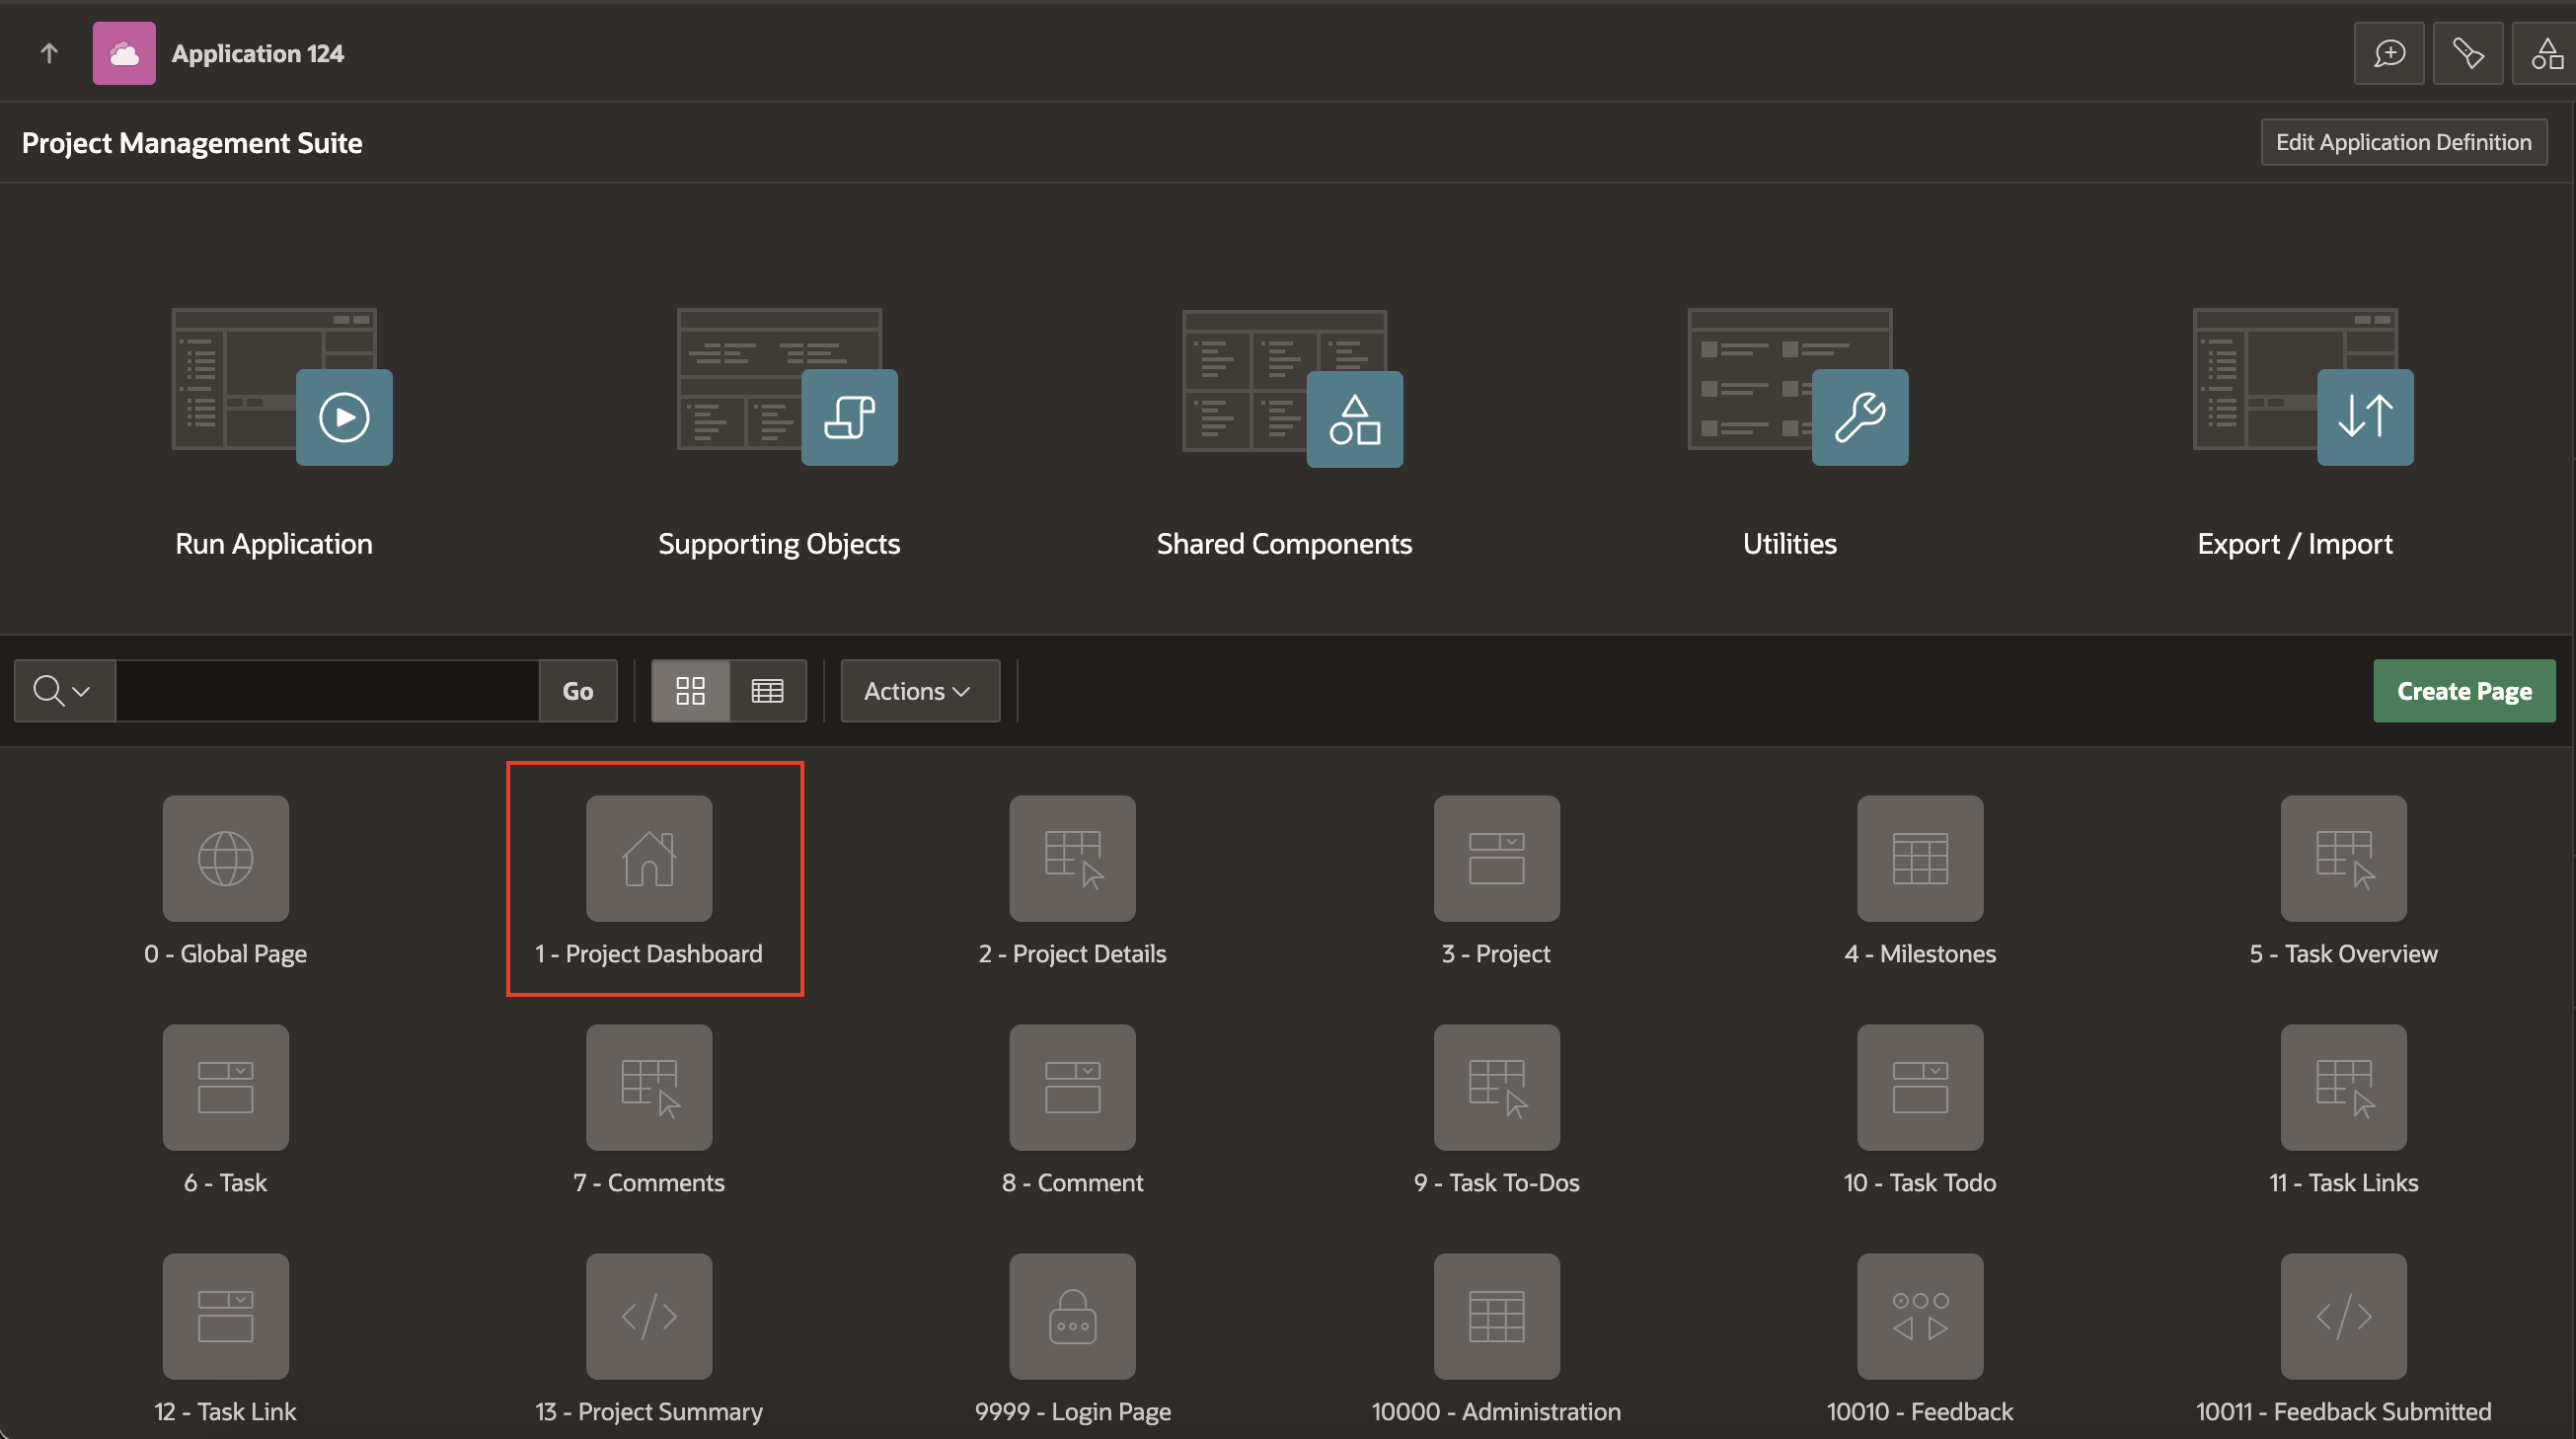 Application 124
Project Management Suite
Edit Application Definition
Run Application
Supporting Objects
Shared Components
Utilities
Export / Import
Go
Actions
Create Page
0 - Global Page
1 - Project Dashboard
2 - Project Details
3 - Project
4 - Milestones
5 - Task Overview
6 - Task
7 - Comments
8 - Comment
9 - Task To-Dos
10 - Task Todo
11 - Task Links
12 - Task Link
13 - Project Summary
9999 - Login Page
10000 - Administration
10010 - Feedback
10011 - Feedback Submitted